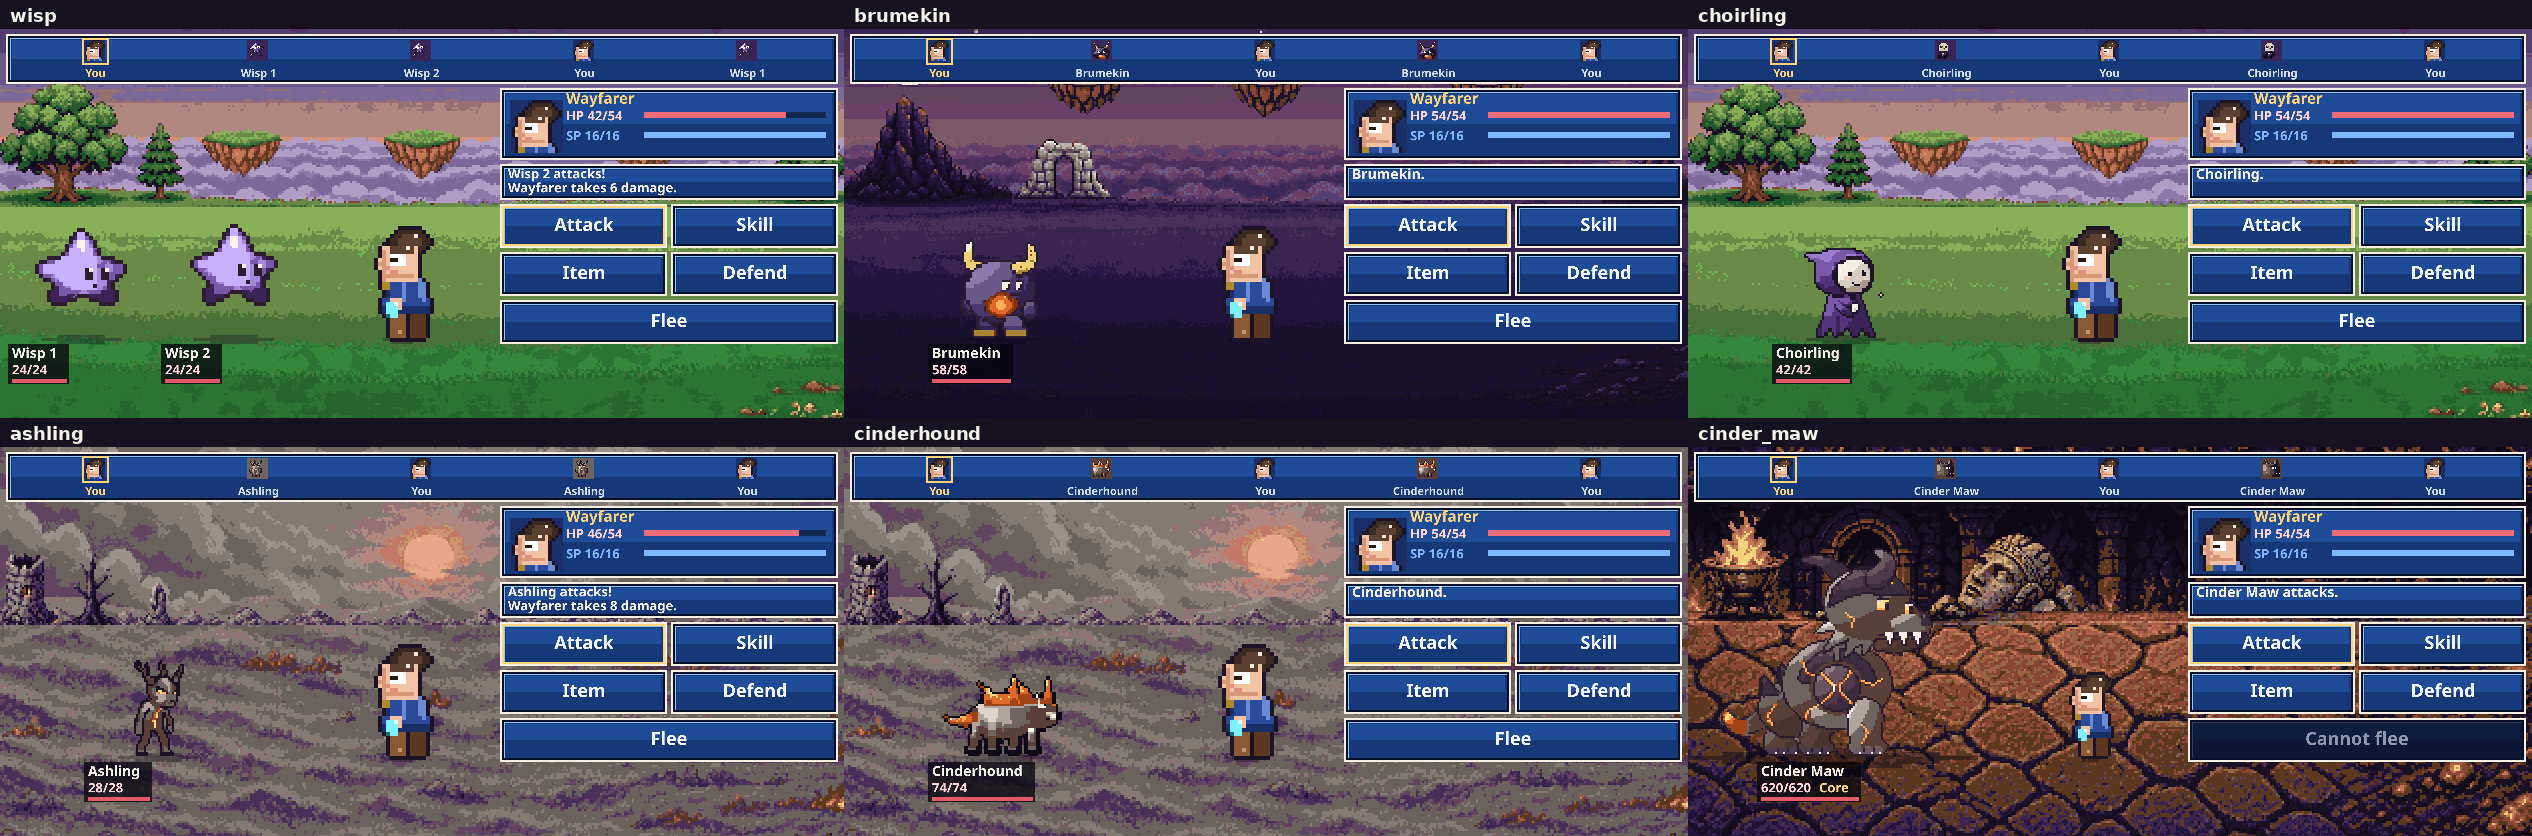 wisp
You Wisp 1 Wisp 2 You Wisp 1
Wayfarer
HP 42/54
SP 16/16
Wisp 2 attacks!
Wayfarer takes 6 damage.
Attack Skill
Item Defend
Flee
Wisp 1
24/24
Wisp 2
24/24
brumekin
You Brumekin You Brumekin You
Wayfarer
HP 54/54
SP 16/16
Brumekin.
Attack Skill
Item Defend
Flee
Brumekin
58/58
choirling
You Choirling You Choirling You
Wayfarer
HP 54/54
SP 16/16
Choirling.
Attack Skill
Item Defend
Flee
Choirling
42/42
ashling
You Ashling You Ashling You
Wayfarer
HP 46/54
SP 16/16
Ashling attacks!
Wayfarer takes 8 damage.
Attack Skill
Item Defend
Flee
Ashling
28/28
cinderhound
You Cinderhound You Cinderhound You
Wayfarer
HP 54/54
SP 16/16
Cinderhound.
Attack Skill
Item Defend
Flee
Cinderhound
74/74
cinder_maw
You Cinder Maw You Cinder Maw You
Wayfarer
HP 54/54
SP 16/16
Cinder Maw attacks.
Attack Skill
Item Defend
Cannot flee
Cinder Maw
620/620 Core